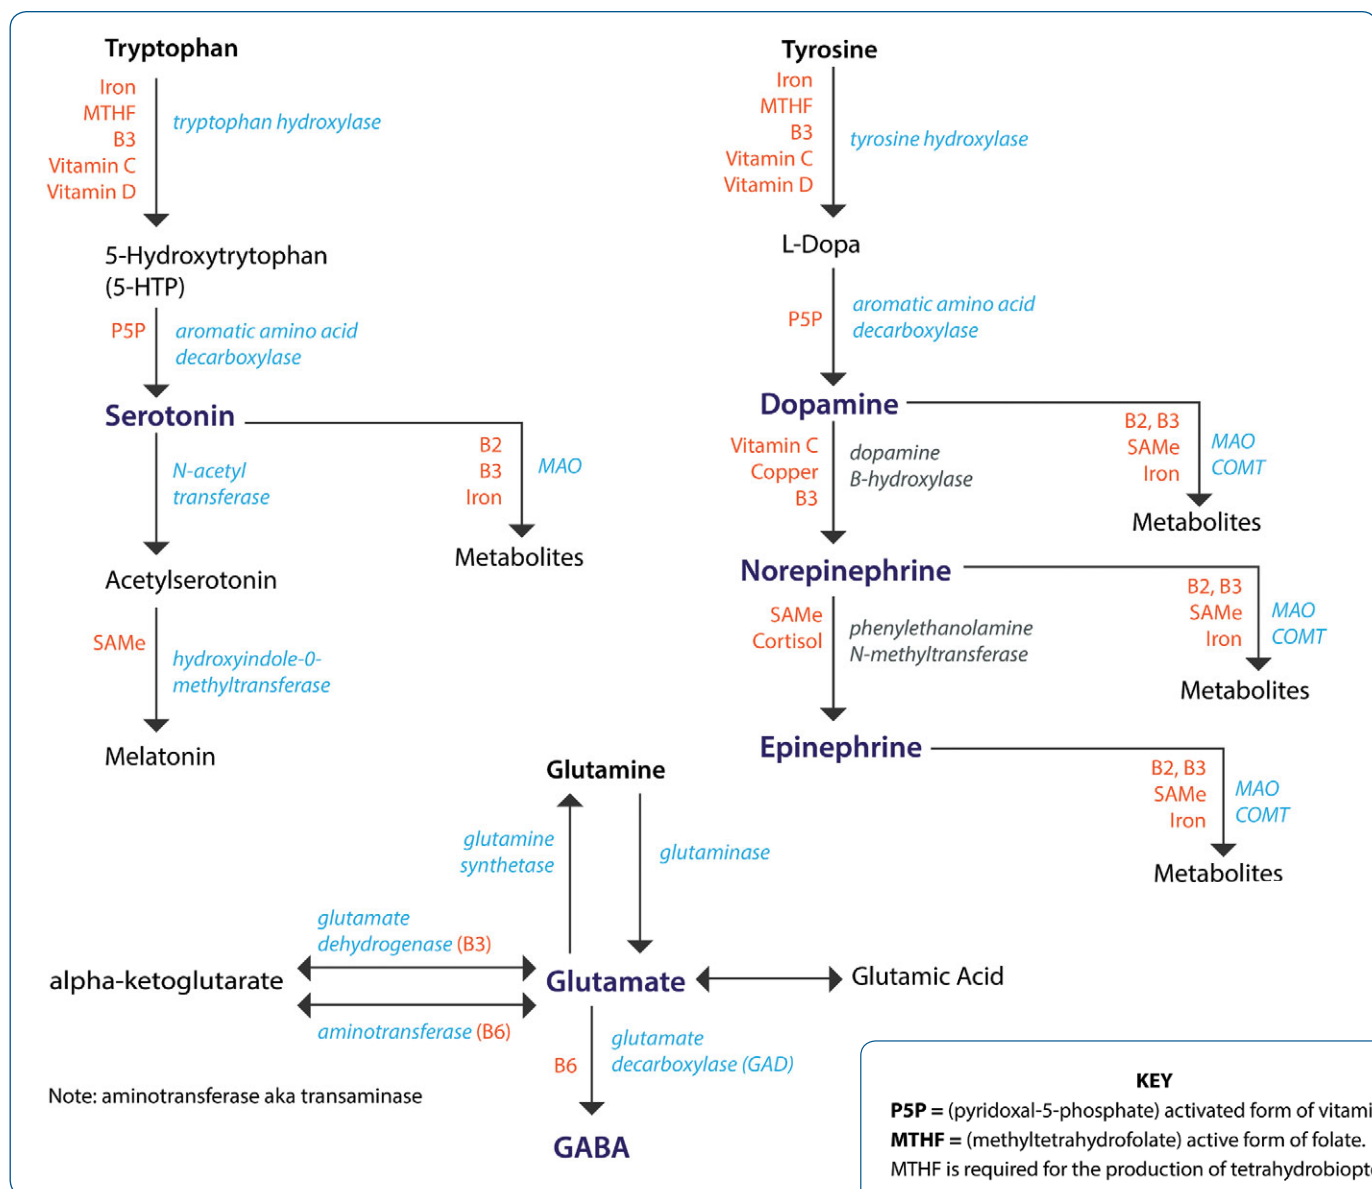 Tryptophan
Iron
MTHF
B3
Vitamin C
Vitamin D
tryptophan hydroxylase
5-Hydroxytrytophan
(5-HTP)
P5P
aromatic amino acid
decarboxylase
Serotonin
N-acetyl
transferase
B2
B3
Iron
MAO
Metabolites
Acetylserotonin
SAMe
hydroxyindole-0-
methyltransferase
Melatonin
Tyrosine
Iron
MTHF
B3
Vitamin C
Vitamin D
tyrosine hydroxylase
L-Dopa
P5P
aromatic amino acid
decarboxylase
Dopamine
B2, B3
SAMe
Iron
MAO
COMT
Metabolites
Vitamin C
Copper
B3
dopamine
B-hydroxylase
Norepinephrine
B2, B3
SAMe
Iron
MAO
COMT
Metabolites
SAMe
Cortisol
phenylethanolamine
N-methyltransferase
Epinephrine
B2, B3
SAMe
Iron
MAO
COMT
Metabolites
Glutamine
glutamine
synthetase
glutaminase
glutamate
dehydrogenase (B3)
alpha-ketoglutarate
Glutamate
Glutamic Acid
aminotransferase (B6)
B6
glutamate
decarboxylase (GAD)
GABA
Note: aminotransferase aka transaminase
KEY
P5P = (pyridoxal-5-phosphate) activated form of
MTHF = (methyltetrahydrofolate) active form of folate.
MTHF is required for the production of